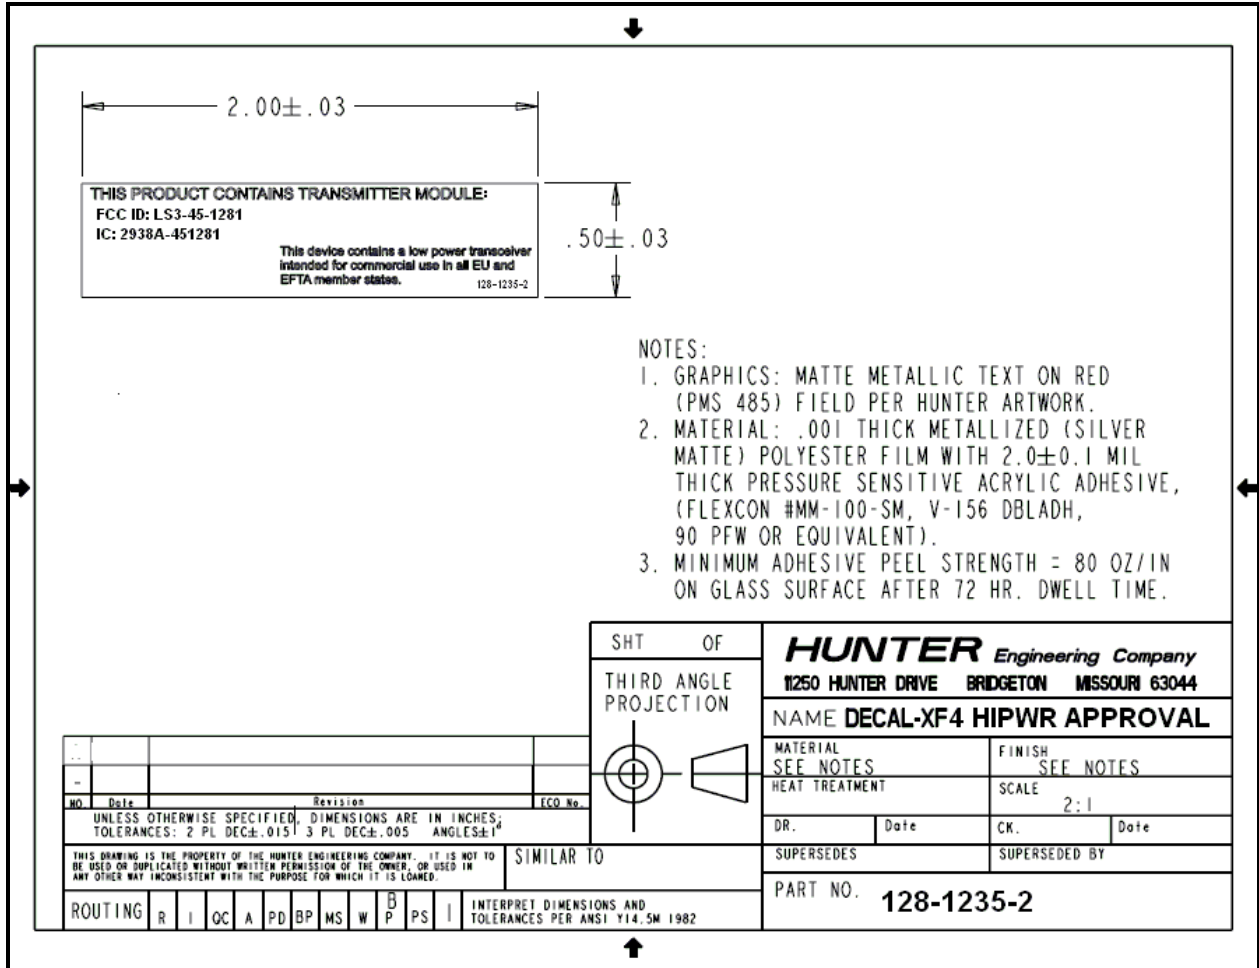 2.00±.03
THIS PRODUCT CONTAINS TRANSMITTER MODULE:
FCC ID: LS3-45-1281
IC: 2938A-451281
This device contains a low power transceiver
intended for commercial use in all EU and
EFTA member states.
128-1235-2
.50±.03
NOTES:
1. GRAPHICS: MATTE METALLIC TEXT ON RED
(PMS 485) FIELD PER HUNTER ARTWORK.
2. MATERIAL: .001 THICK METALLIZED (SILVER
MATTE) POLYESTER FILM WITH 2.0±0.1 MIL
THICK PRESSURE SENSITIVE ACRYLIC ADHESIVE,
(FLEXCON #MM-100-SM, V-156 DBLADH,
90 PFW OR EQUIVALENT).
3. MINIMUM ADHESIVE PEEL STRENGTH = 80 OZ/IN
ON GLASS SURFACE AFTER 72 HR. DWELL TIME.
SHT OF
THIRD ANGLE
PROJECTION
HUNTER Engineering Company
11250 HUNTER DRIVE BRIDGETON MISSOURI 63044
NAME DECAL-XF4 HIPWR APPROVAL
MATERIAL
SEE NOTES
FINISH
SEE NOTES
HEAT TREATMENT
SCALE
2:1
DR. Date CK. Date
SUPERSEDES
SUPERSEDED BY
PART NO. 128-1235-2
-
NO. Date Revision ECO No.
UNLESS OTHERWISE SPECIFIED, DIMENSIONS ARE IN INCHES;
TOLERANCES: 2 PL DEC±.015 3 PL DEC±.005 ANGLES±1°
THIS DRAWING IS THE PROPERTY OF THE HUNTER ENGINEERING COMPANY. IT IS NOT TO
BE USED OR DUPLICATED WITHOUT WRITTEN PERMISSION OF THE OWNER, OR USED IN
ANY OTHER WAY INCONSISTENT WITH THE PURPOSE FOR WHICH IT IS LOANED.
SIMILAR TO
ROUTING R I QC A PD BP MS W B P PS I
INTERPRET DIMENSIONS AND
TOLERANCES PER ANSI Y14.5M 1982